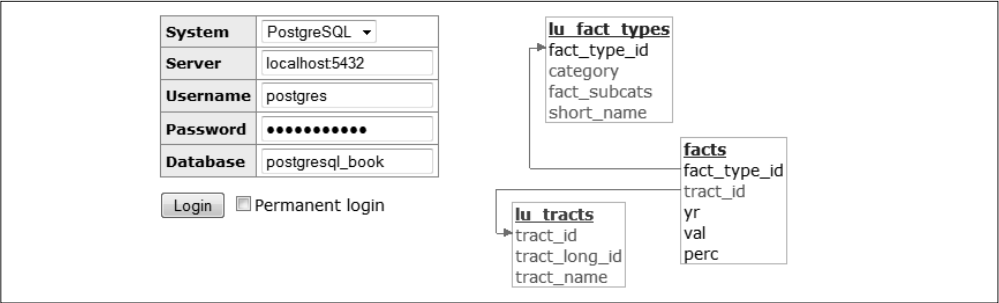 System PostgreSQL
Server localhost:5432
Username postgres
Password ●●●●●●●●●●●
Database postgresql_book
Login Permanent login
lu_fact_types
fact_type_id
category
fact_subcats
short_name
facts
fact_type_id
tract_id
yr
val
perc
lu_tracts
tract_id
tract_long_id
tract_name